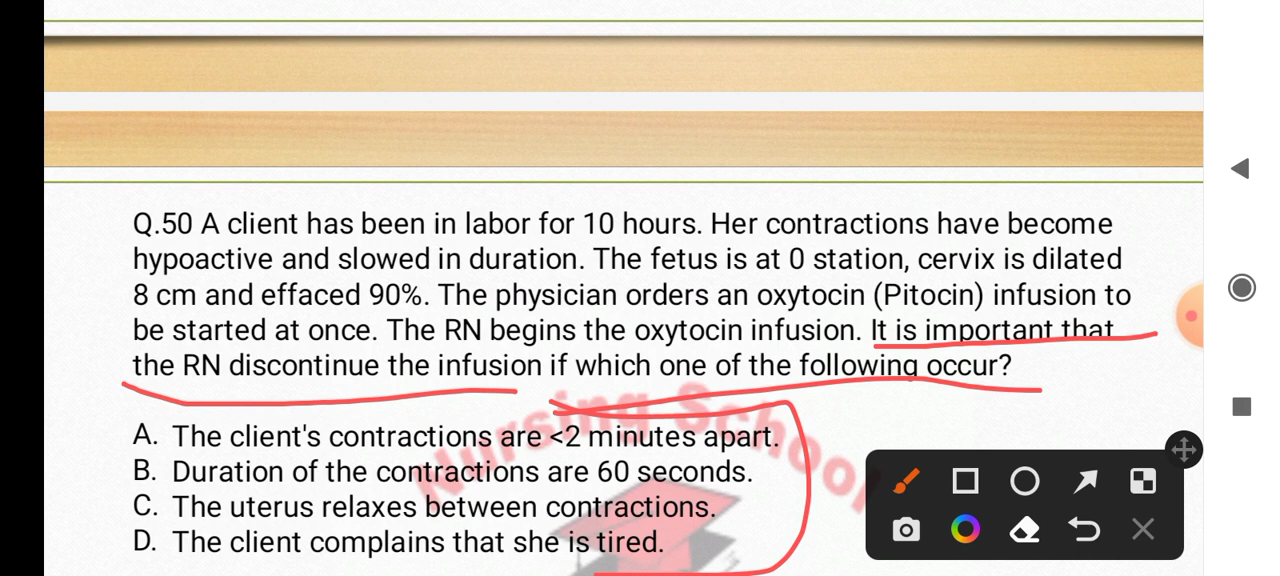 Q.50 A client has been in labor for 10 hours. Her contractions have become
hypoactive and slowed in duration. The fetus is at 0 station, cervix is dilated
8 cm and effaced 90%. The physician orders an oxytocin (Pitocin) infusion to
be started at once. The RN begins the oxytocin infusion. It is important that
the RN discontinue the infusion if which one of the following occur?
Nursing School
A. The client's contractions are <2 minutes apart.
B. Duration of the contractions are 60 seconds.
C. The uterus relaxes between contractions.
D. The client complains that she is tired.